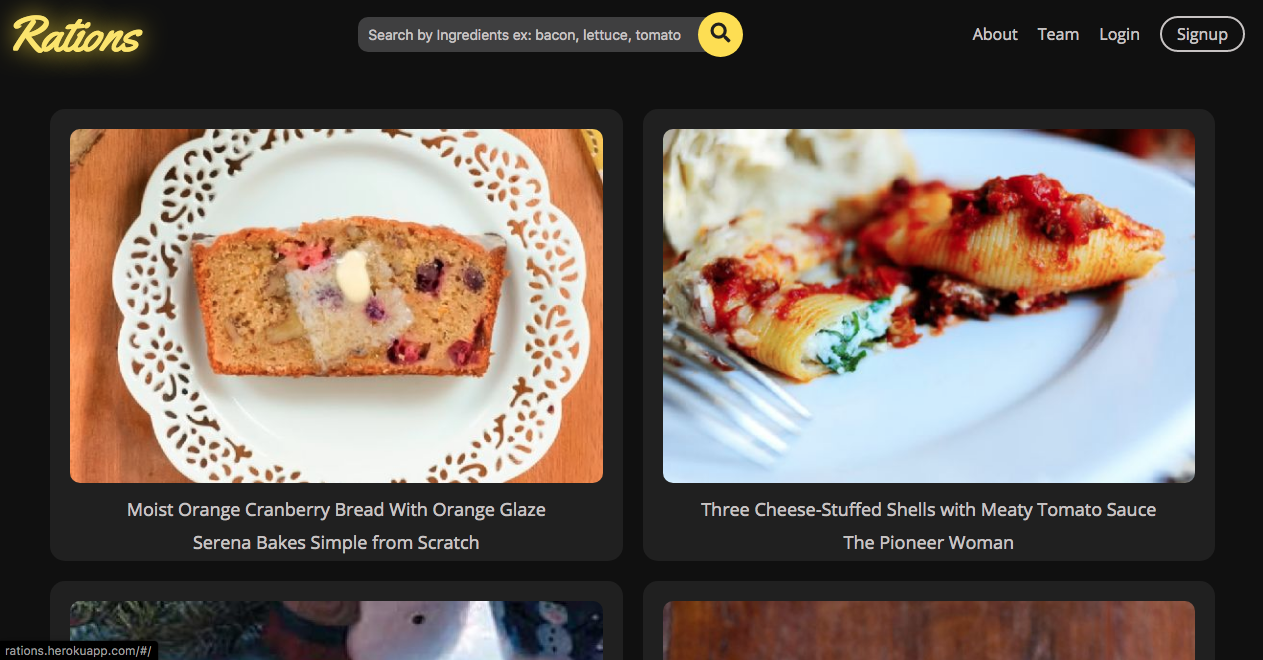 Rations
Search by Ingredients ex: bacon, lettuce, tomato
About Team Login Signup
Moist Orange Cranberry Bread With Orange Glaze
Serena Bakes Simple from Scratch
Three Cheese-Stuffed Shells with Meaty Tomato Sauce
The Pioneer Woman
rations.herokuapp.com/#/